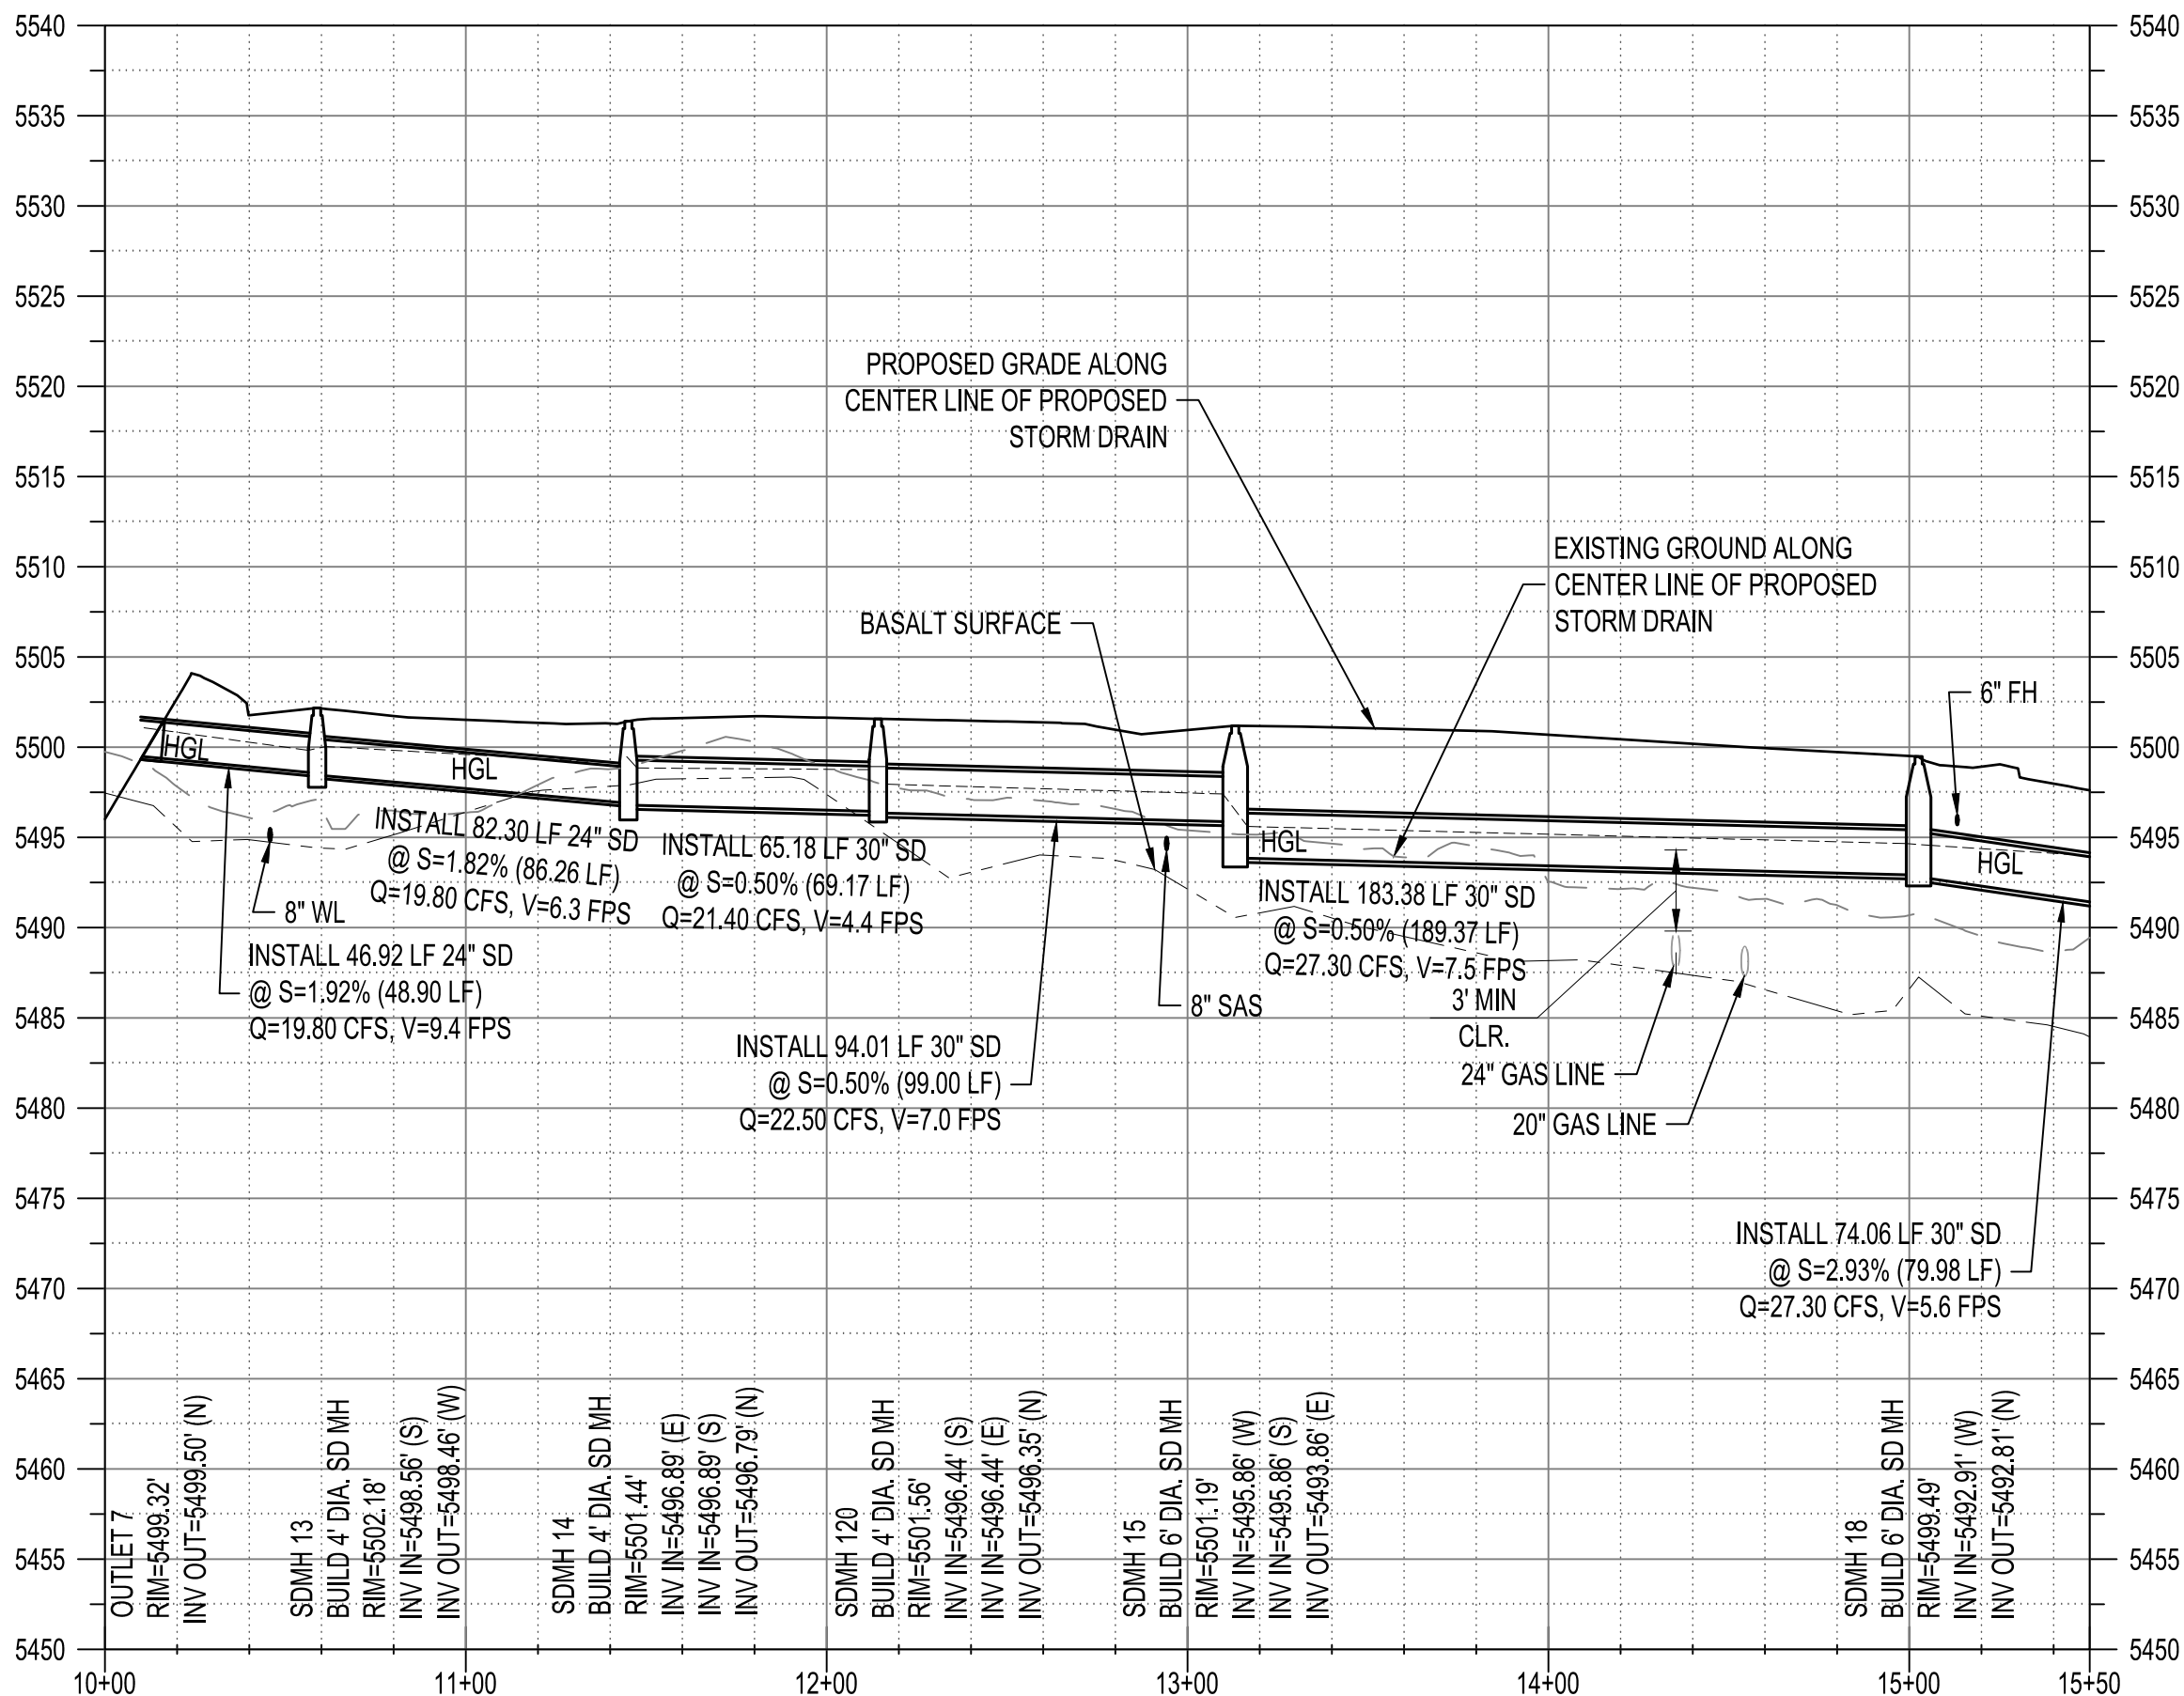 5540
5535
5530
5525
5520
5515
5510
5505
5500
5495
5490
5485
5480
5475
5470
5465
5460
5455
5450
5540
5535
5530
5525
5520
5515
5510
5505
5500
5495
5490
5485
5480
5475
5470
5465
5460
5455
5450
10+00
11+00
12+00
13+00
14+00
15+00
15+50
PROPOSED GRADE ALONG
CENTER LINE OF PROPOSED
STORM DRAIN
EXISTING GROUND ALONG
CENTER LINE OF PROPOSED
STORM DRAIN
BASALT SURFACE
6" FH
HGL
HGL
HGL
HGL
INSTALL 82.30 LF 24" SD
@ S=1.82% (86.26 LF)
Q=19.80 CFS, V=6.3 FPS
INSTALL 65.18 LF 30" SD
@ S=0.50% (69.17 LF)
Q=21.40 CFS, V=4.4 FPS
8" WL
INSTALL 46.92 LF 24" SD
@ S=1.92% (48.90 LF)
Q=19.80 CFS, V=9.4 FPS
INSTALL 183.38 LF 30" SD
@ S=0.50% (189.37 LF)
Q=27.30 CFS, V=7.5 FPS
8" SAS
3' MIN
CLR.
INSTALL 94.01 LF 30" SD
@ S=0.50% (99.00 LF)
Q=22.50 CFS, V=7.0 FPS
24" GAS LINE
20" GAS LINE
INSTALL 74.06 LF 30" SD
@ S=2.93% (79.98 LF)
Q=27.30 CFS, V=5.6 FPS
OUTLET 7
RIM=5499.32'
INV OUT=5499.50' (N)
SDMH 13
BUILD 4' DIA. SD MH
RIM=5502.18'
INV IN=5498.56' (S)
INV OUT=5498.46' (W)
SDMH 14
BUILD 4' DIA. SD MH
RIM=5501.44'
INV IN=5496.89' (E)
INV IN=5496.89' (S)
INV OUT=5496.79' (N)
SDMH 120
BUILD 4' DIA. SD MH
RIM=5501.56'
INV IN=5496.44' (S)
INV IN=5496.44' (E)
INV OUT=5496.35' (N)
SDMH 15
BUILD 6' DIA. SD MH
RIM=5501.19'
INV IN=5495.86' (W)
INV IN=5495.86' (S)
INV OUT=5493.86' (E)
SDMH 18
BUILD 6' DIA. SD MH
RIM=5499.49'
INV IN=5492.91' (W)
INV OUT=5492.81' (N)